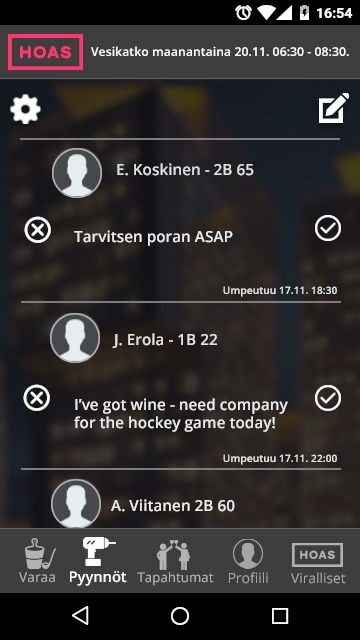 16:54
HOAS
Vesikatko maanantaina 20.11. 06:30 - 08:30.
E. Koskinen - 2B 65
Tarvitsen poran ASAP
Umpeutuu 17.11. 18:30
J. Erola - 1B 22
I've got wine - need company
for the hockey game today!
Umpeutuu 17.11. 22:00
A. Viitanen 2B 60
Varaa
Pyynnöt
Tapahtumat
Profiili
HOAS
Viralliset